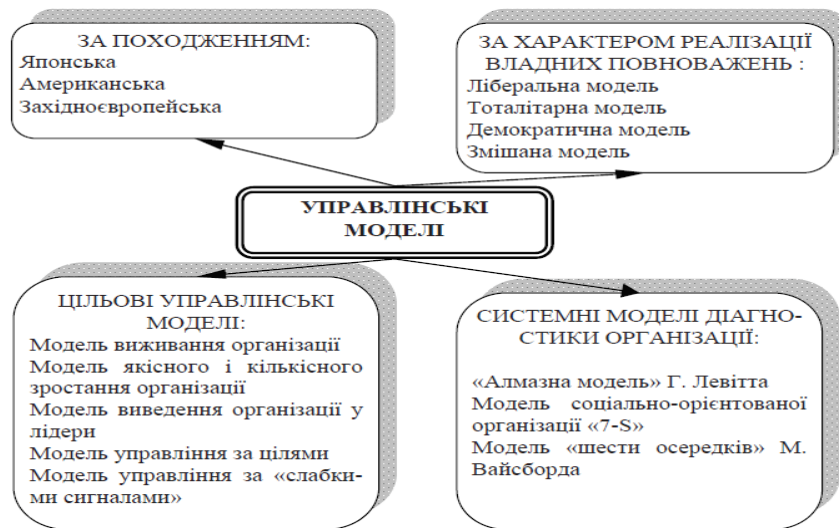 ЗА ПОХОДЖЕННЯМ:
Японська
Американська
Західноєвропейська
ЗА ХАРАКТЕРОМ РЕАЛІЗАЦІЇ
ВЛАДНИХ ПОВНОВАЖЕНЬ :
Ліберальна модель
Тоталітарна модель
Демократична модель
Змішана модель
УПРАВЛІНСЬКІ
МОДЕЛІ
ЦІЛЬОВІ УПРАВЛІНСЬКІ
МОДЕЛІ:
Модель виживання організації
Модель якісного і кількісного
зростання організації
Модель виведення організації у
лідери
Модель управління за цілями
Модель управління за «слабки-
ми сигналами»
СИСТЕМНІ МОДЕЛІ ДІАГНО-
СТИКИ ОРГАНІЗАЦІЇ:
«Алмазна модель» Г. Левітта
Модель соціально-орієнтованої
організації «7-S»
Модель «шести осередків» М.
Вайсборда